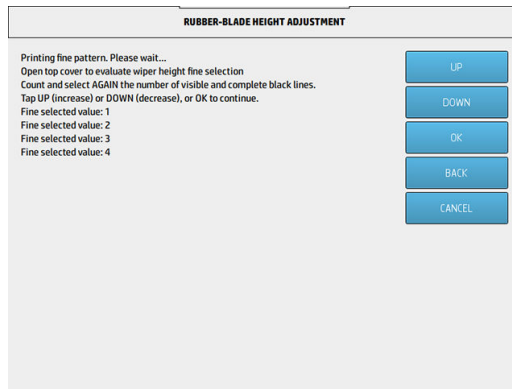 RUBBER-BLADE HEIGHT ADJUSTMENT
Printing fine pattern. Please wait...
Open top cover to evaluate wiper height fine selection
Count and select AGAIN the number of visible and complete black lines.
Tap UP (increase) or DOWN (decrease), or OK to continue.
Fine selected value: 1
Fine selected value: 2
Fine selected value: 3
Fine selected value: 4
UP
DOWN
OK
BACK
CANCEL